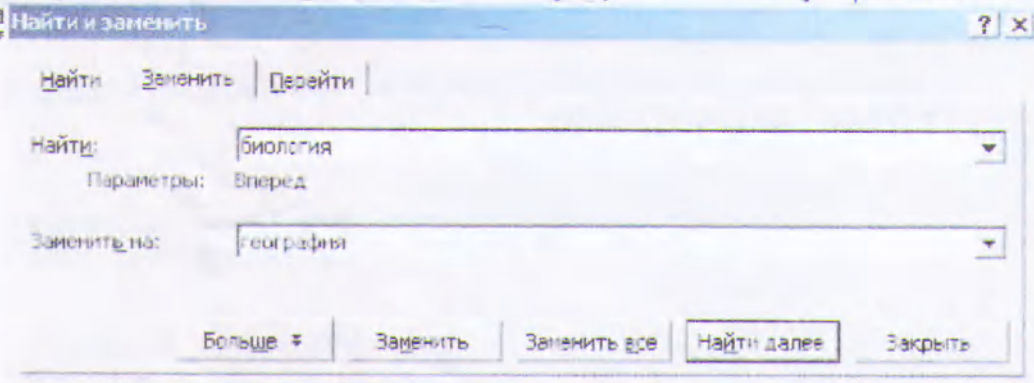 Найти и заменить
Найти Заменить Перейти
Найти: биология
Параметры: Вперед
Заменить на: география
Больше Заменить Заменить все Найти далее Закрыть